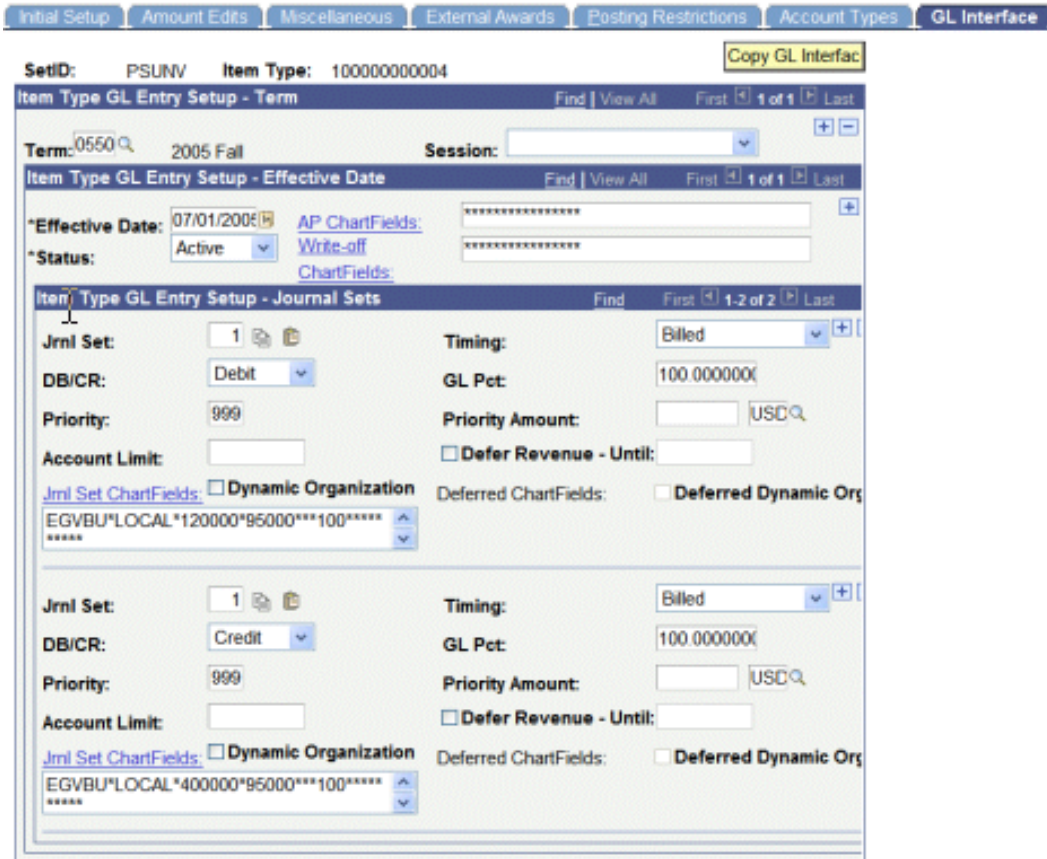 Initial Setup Amount Edits Miscellaneous External Awards Posting Restrictions Account Types GL Interface
Copy GL Interfac
SetID: PSUNV Item Type: 100000000004
Item Type GL Entry Setup - Term Find | View All First 1 of 1 Last
Term: 0550 2005 Fall Session:
Item Type GL Entry Setup - Effective Date Find | View All First 1 of 1 Last
*Effective Date: 07/01/2005 AP ChartFields: ****************
*Status: Active Write-off ChartFields: ****************
Item Type GL Entry Setup - Journal Sets Find First 1-2 of 2 Last
Jrnl Set: 1 Timing: Billed
DB/CR: Debit GL Pct: 100.0000000
Priority: 999 Priority Amount: USD
Account Limit: Defer Revenue - Until:
Jrnl Set ChartFields: Dynamic Organization Deferred ChartFields: Deferred Dynamic Org
EGVBU*LOCAL*120000*95000***100*****
*****
Jrnl Set: 1 Timing: Billed
DB/CR: Credit GL Pct: 100.0000000
Priority: 999 Priority Amount: USD
Account Limit: Defer Revenue - Until:
Jrnl Set ChartFields: Dynamic Organization Deferred ChartFields: Deferred Dynamic Org
EGVBU*LOCAL*400000*95000***100*****
*****